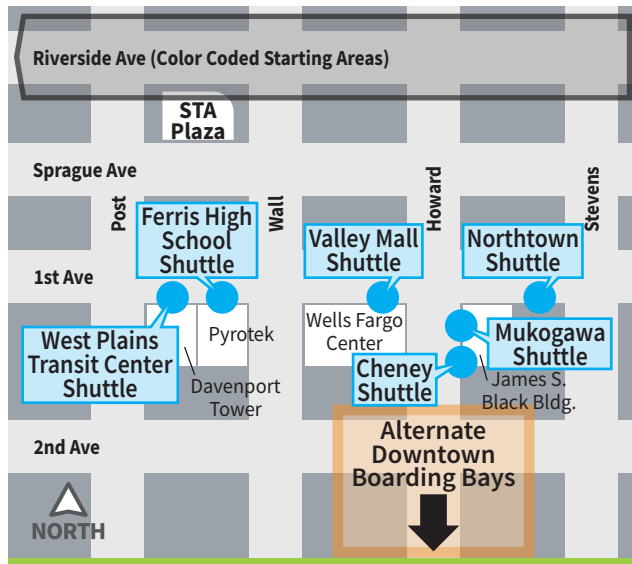 Riverside Ave (Color Coded Starting Areas)
STA
Plaza
Sprague Ave
Post
Wall
Howard
Stevens
Ferris High
School
Shuttle
Valley Mall
Shuttle
Northtown
Shuttle
1st Ave
West Plains
Transit Center
Shuttle
Pyrotek
Davenport
Tower
Wells Fargo
Center
Mukogawa
Shuttle
Cheney
Shuttle
James S.
Black Bldg.
2nd Ave
Alternate
Downtown
Boarding Bays
NORTH